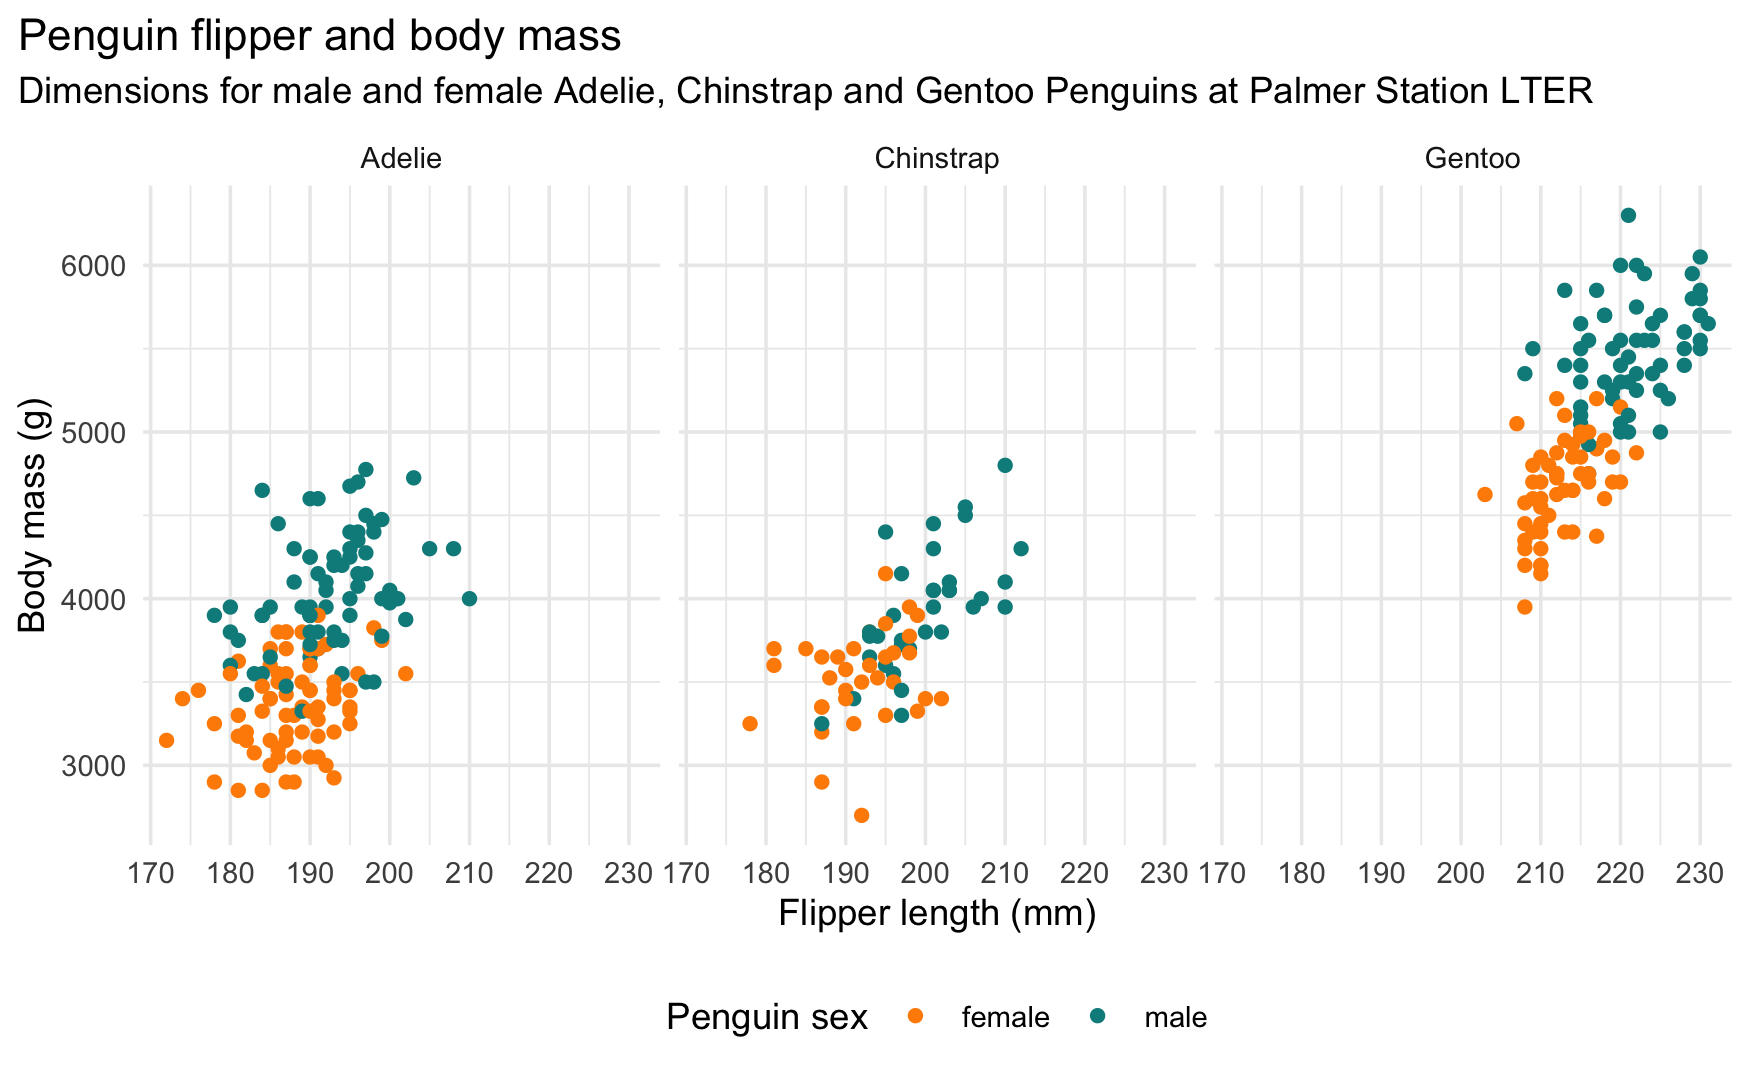 Penguin flipper and body mass
Dimensions for male and female Adelie, Chinstrap and Gentoo Penguins at Palmer Station LTER
Adelie Chinstrap Gentoo
6000
5000
4000
3000
Body mass (g)
170 180 190 200 210 220 230 170 180 190 200 210 220 230 170 180 190 200 210 220 230
Flipper length (mm)
Penguin sex female male